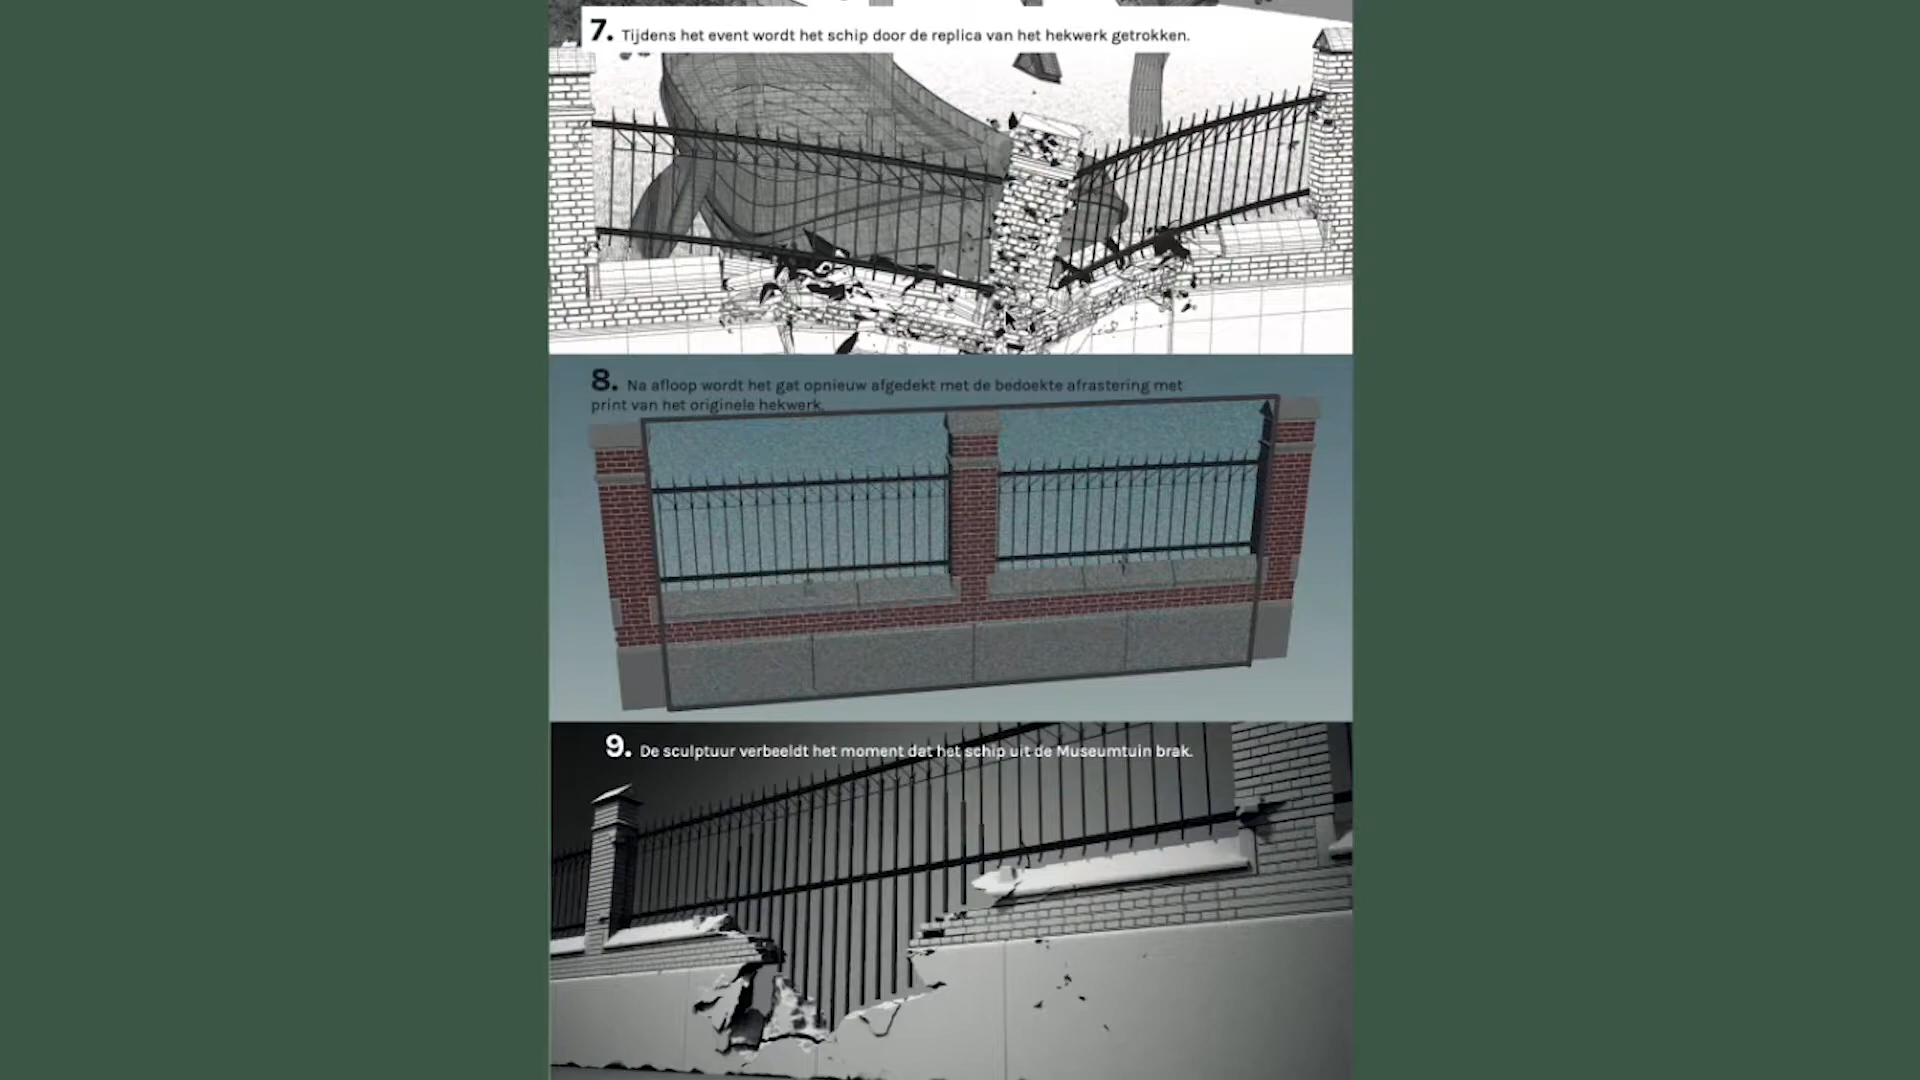 7. Tijdens het event wordt het schip door de replica van het hekwerk getrokken.
8. Na afloop wordt het gat opnieuw afgedekt met de bedoekte afrastering met
print van het originele hekwerk.
9. De sculptuur verbeeldt het moment dat het schip uit de Museumtuin brak.